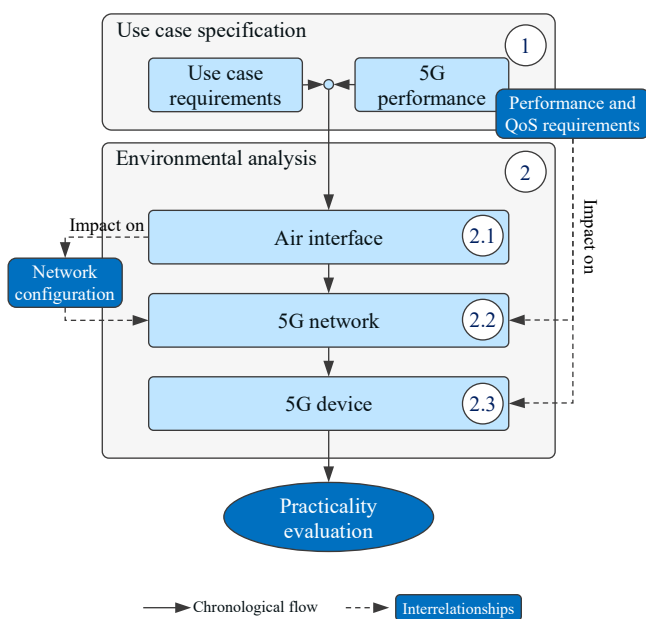 Use case specification
1
Use case
requirements
5G
performance
Performance and
QoS requirements
Environmental analysis
2
Impact on
Air interface
2.1
Impact on
Network
configuration
5G network
2.2
5G device
2.3
Practicality
evaluation
Chronological flow
Interrelationships